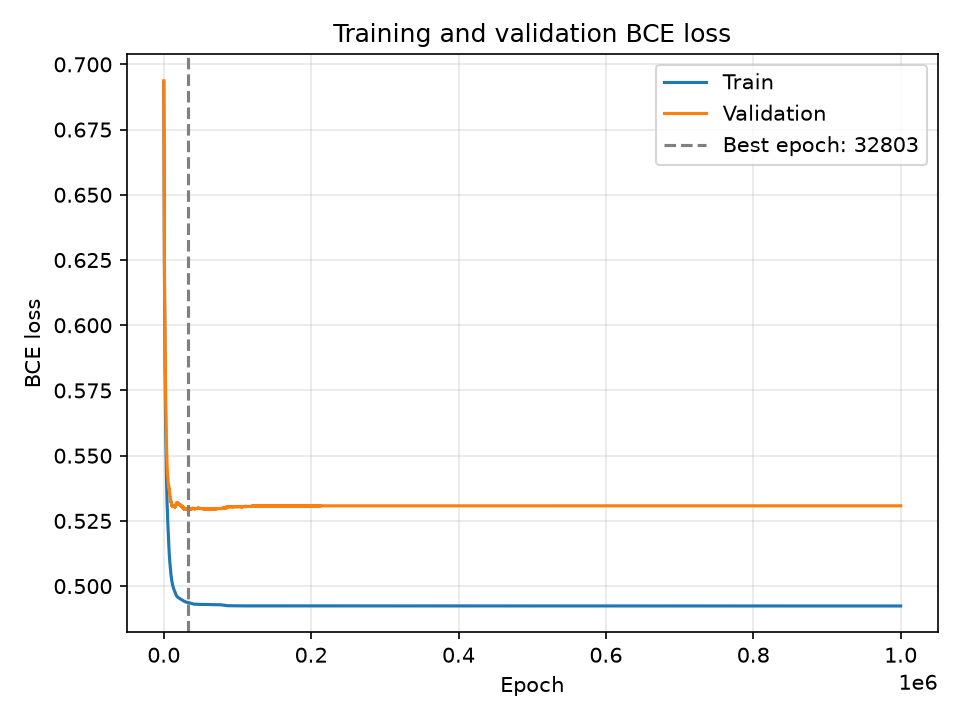 Training and validation BCE loss
Train
Validation
Best epoch: 32803
BCE loss
0.700
0.675
0.650
0.625
0.600
0.575
0.550
0.525
0.500
0.0 0.2 0.4 0.6 0.8 1.0
1e6
Epoch